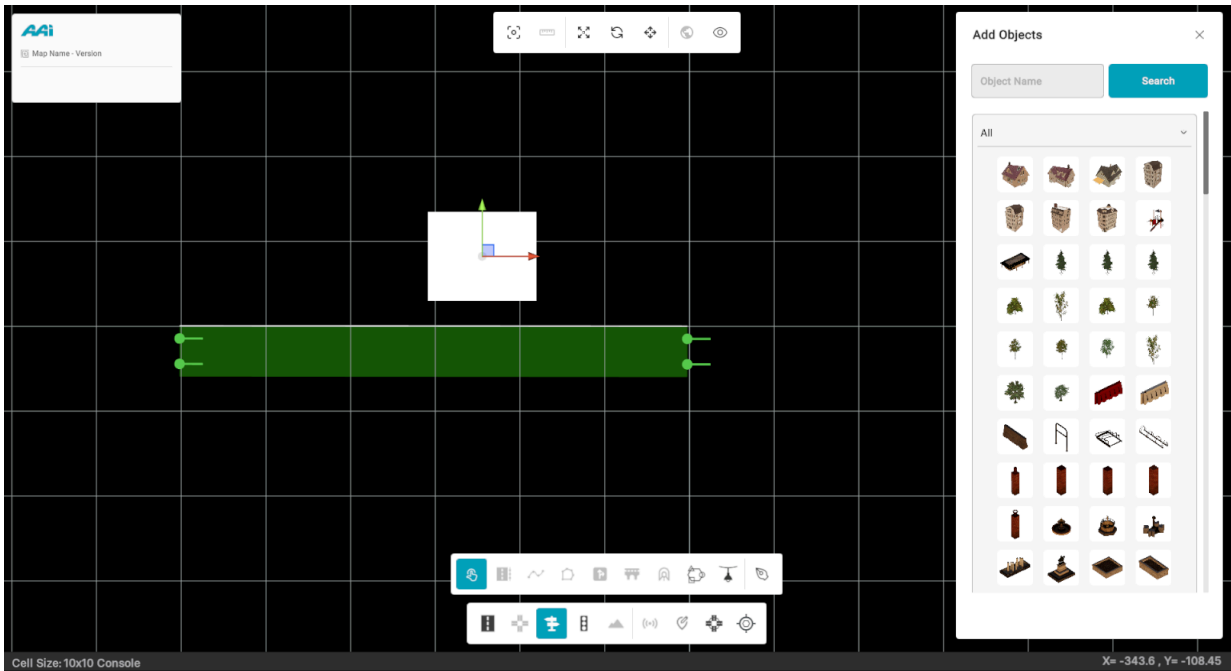 AAi
Map Name - Version
Add Objects
Object Name
Search
All
Cell Size: 10x10 Console
X= -343.6 , Y= -108.45